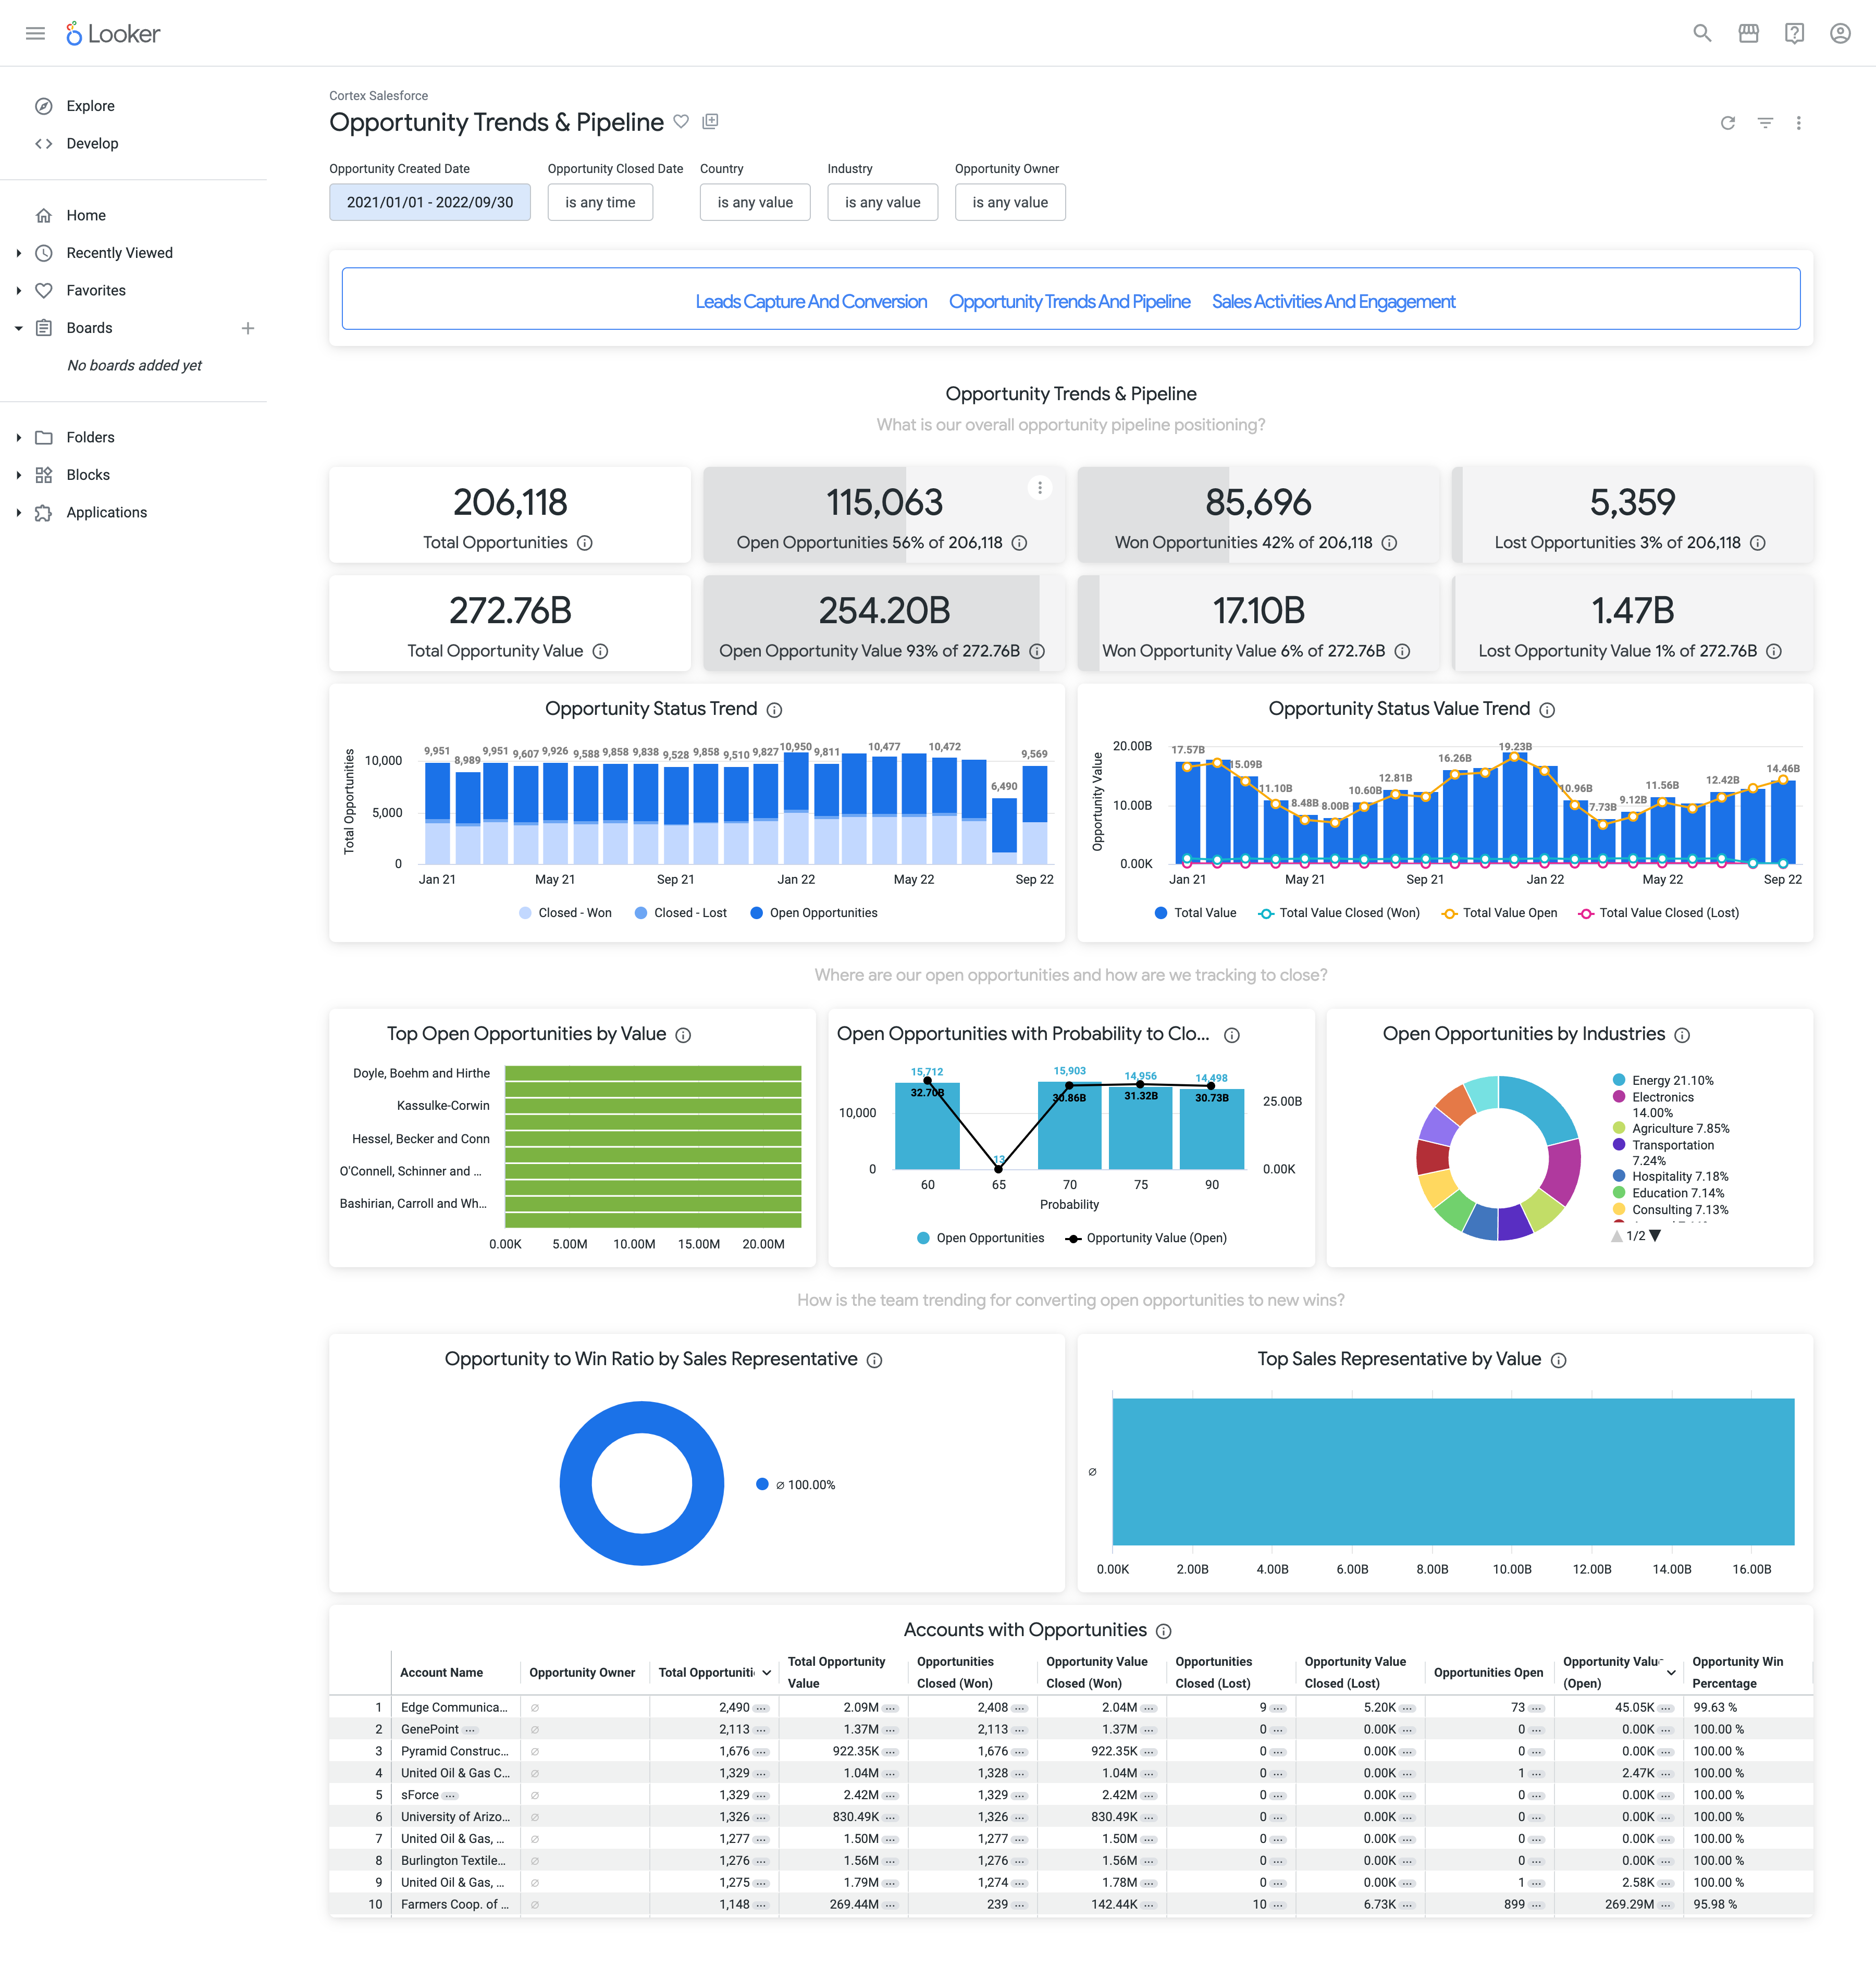 Looker
Explore
Develop
Home
Recently Viewed
Favorites
Boards
No boards added yet
Folders
Blocks
Applications
Cortex Salesforce
Opportunity Trends & Pipeline
Opportunity Created Date Opportunity Closed Date Country Industry Opportunity Owner
2021/01/01 - 2022/09/30 is any time is any value is any value is any value
Leads Capture And Conversion Opportunity Trends And Pipeline Sales Activities And Engagement
Opportunity Trends & Pipeline
What is our overall opportunity pipeline positioning?
206,118
Total Opportunities
115,063
Open Opportunities 56% of 206,118
85,696
Won Opportunities 42% of 206,118
5,359
Lost Opportunities 3% of 206,118
272.76B
Total Opportunity Value
254.20B
Open Opportunity Value 93% of 272.76B
17.10B
Won Opportunity Value 6% of 272.76B
1.47B
Lost Opportunity Value 1% of 272.76B
Opportunity Status Trend
Total Opportunities
10,000
5,000
0
9,951 8,989 9,951 9,607 9,926 9,588 9,858 9,838 9,528 9,858 9,510 9,827 10,950 9,811 10,477 10,472 6,490 9,569
Jan 21 May 21 Sep 21 Jan 22 May 22 Sep 22
Closed - Won Closed - Lost Open Opportunities
Opportunity Status Value Trend
Opportunity Value
20.00B
10.00B
0.00K
17.57B 15.09B 11.10B 8.48B 8.00B 10.60B 12.81B 16.26B 19.23B 10.96B 7.73B 9.12B 11.56B 12.42B 14.46B
Jan 21 May 21 Sep 21 Jan 22 May 22 Sep 22
Total Value Total Value Closed (Won) Total Value Open Total Value Closed (Lost)
Where are our open opportunities and how are we tracking to close?
Top Open Opportunities by Value
Doyle, Boehm and Hirthe
Kassulke-Corwin
Hessel, Becker and Conn
O'Connell, Schinner and ...
Bashirian, Carroll and Wh...
0.00K 5.00M 10.00M 15.00M 20.00M
Open Opportunities with Probability to Clo...
15,712 13 15,903 14,956 14,498
32.70B 30.86B 31.32B 30.73B
10,000
0
25.00B
0.00K
60 65 70 75 90
Probability
Open Opportunities Opportunity Value (Open)
Open Opportunities by Industries
Energy 21.10%
Electronics
14.00%
Agriculture 7.85%
Transportation
7.24%
Hospitality 7.18%
Education 7.14%
Consulting 7.13%
1/2
How is the team trending for converting open opportunities to new wins?
Opportunity to Win Ratio by Sales Representative
∅ 100.00%
Top Sales Representative by Value
∅
0.00K 2.00B 4.00B 6.00B 8.00B 10.00B 12.00B 14.00B 16.00B
Accounts with Opportunities
Account Name Opportunity Owner Total Opportuniti Total Opportunity Value Opportunities Closed (Won) Opportunity Value Closed (Won) Opportunities Closed (Lost) Opportunity Value Closed (Lost) Opportunities Open Opportunity Value (Open) Opportunity Win Percentage
1 Edge Communica... ∅ 2,490 2.09M 2,408 2.04M 9 5.20K 73 45.05K 99.63 %
2 GenePoint ∅ 2,113 1.37M 2,113 1.37M 0 0.00K 0 0.00K 100.00 %
3 Pyramid Construc... ∅ 1,676 922.35K 1,676 922.35K 0 0.00K 0 0.00K 100.00 %
4 United Oil & Gas C... ∅ 1,329 1.04M 1,328 1.04M 0 0.00K 1 2.47K 100.00 %
5 sForce ∅ 1,329 2.42M 1,329 2.42M 0 0.00K 0 0.00K 100.00 %
6 University of Arizo... ∅ 1,326 830.49K 1,326 830.49K 0 0.00K 0 0.00K 100.00 %
7 United Oil & Gas, ... ∅ 1,277 1.50M 1,277 1.50M 0 0.00K 0 0.00K 100.00 %
8 Burlington Textile... ∅ 1,276 1.56M 1,276 1.56M 0 0.00K 0 0.00K 100.00 %
9 United Oil & Gas, ... ∅ 1,275 1.79M 1,274 1.78M 0 0.00K 1 2.58K 100.00 %
10 Farmers Coop. of ... ∅ 1,148 269.44M 239 142.44K 10 6.73K 899 269.29M 95.98 %